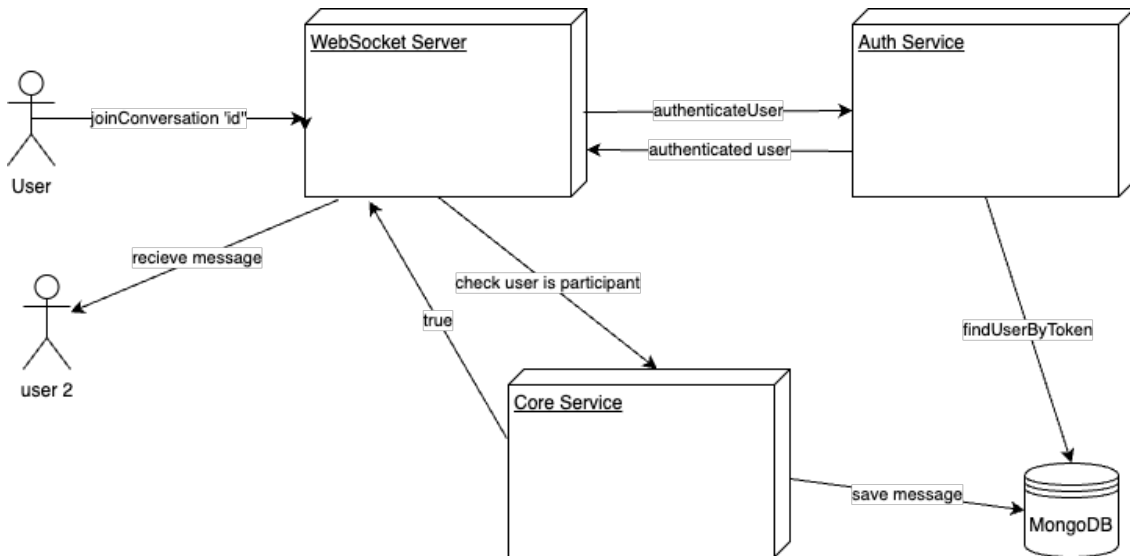 WebSocket Server
Auth Service
joinConversation 'id"
authenticateUser
authenticated user
User
recieve message
check user is participant
true
findUserByToken
user 2
Core Service
save message
MongoDB